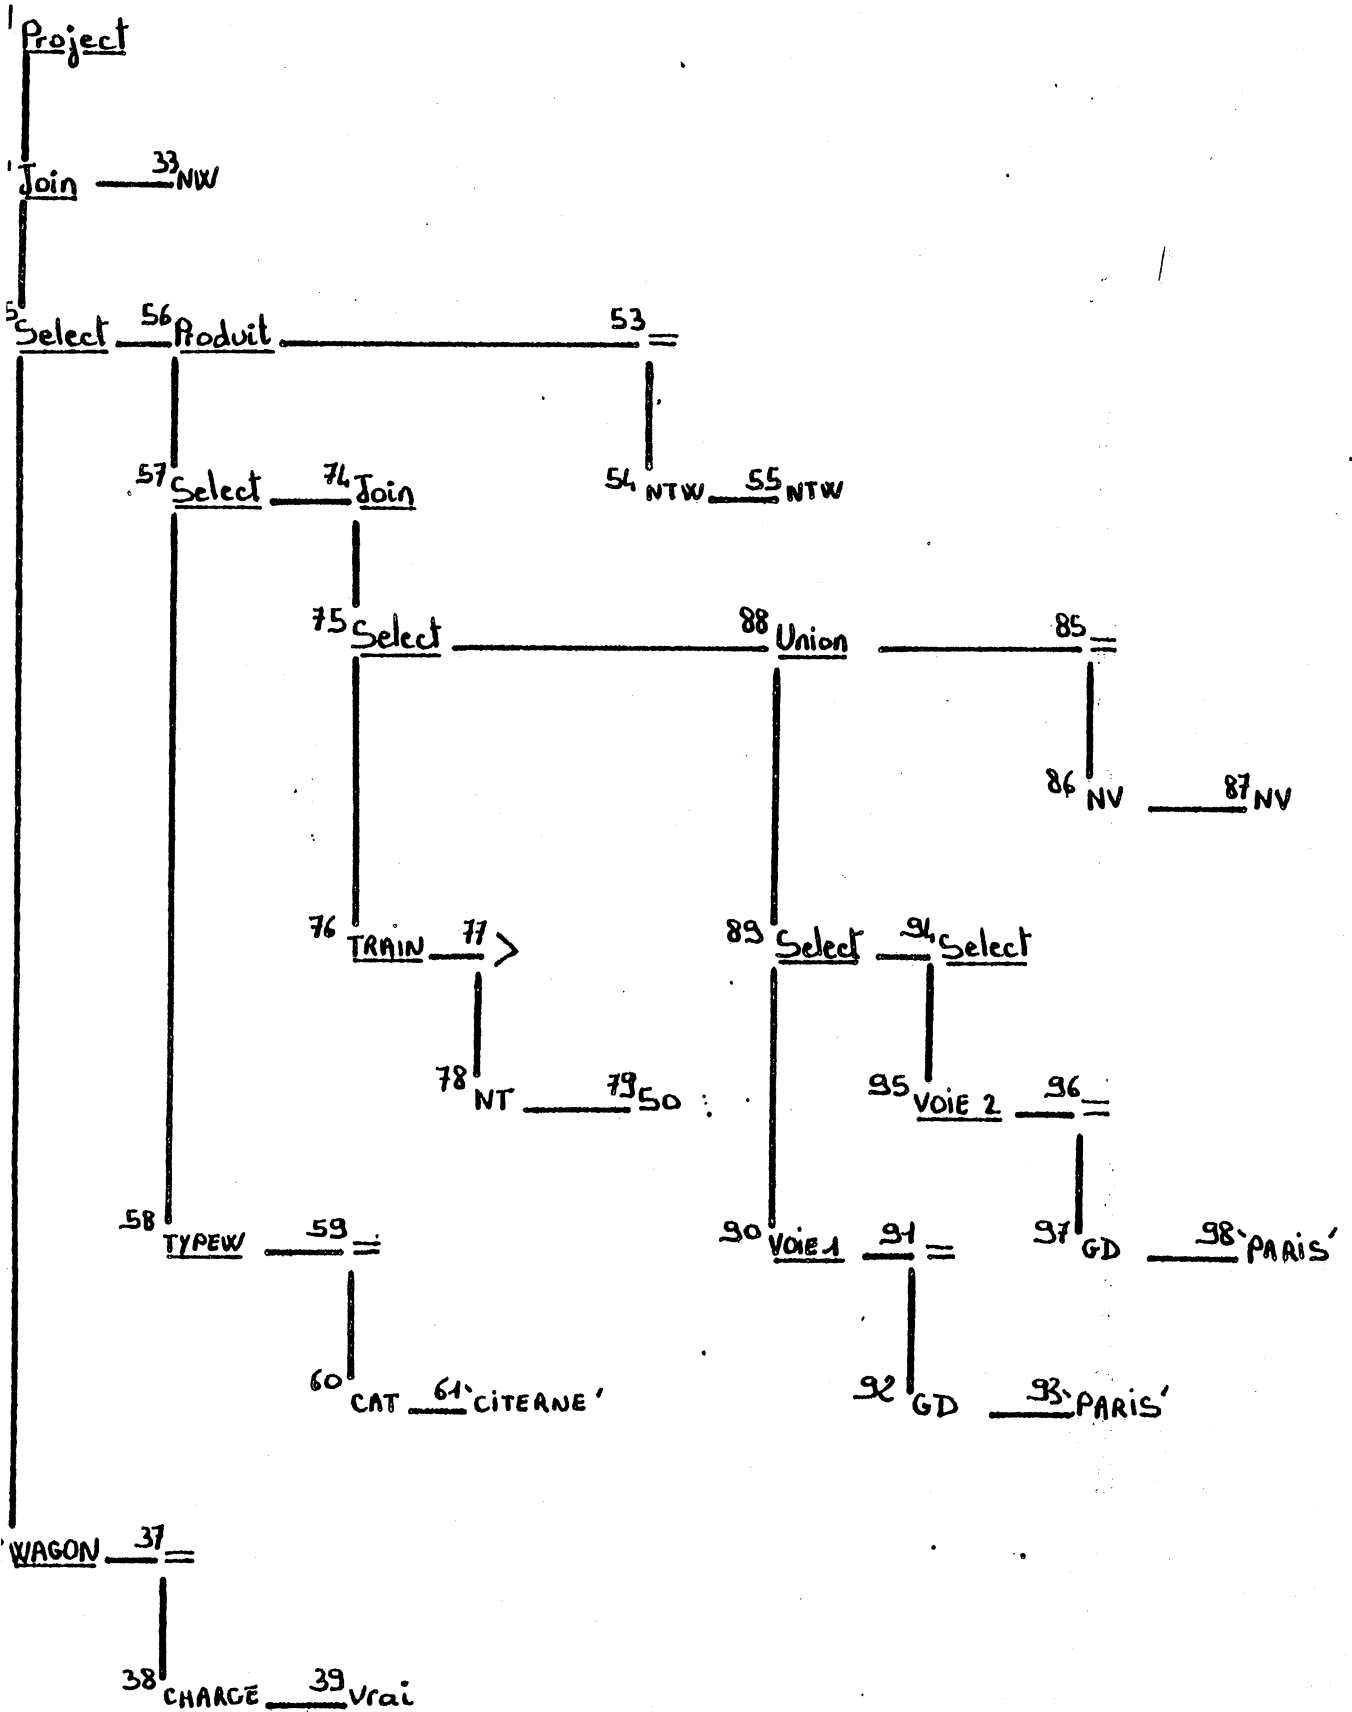 Project
Join 33 NW
5 Select 56 Produit 53 =
57 Select 74 Join 54 NTW 55 NTW
75 Select 88 Union 85 =
86 NV 87 NV
76 TRAIN 77 > 89 Select 94 Select
78 NT 79 50 95 VOIE 2 96 =
58 TYPEW 59 = 90 VOIE 1 91 = 97 GD 98 'PARIS'
60 CAT 61 'CITERNE' 92 GD 93 'PARIS'
WAGON 37 =
38 CHARGE 39 Vrai